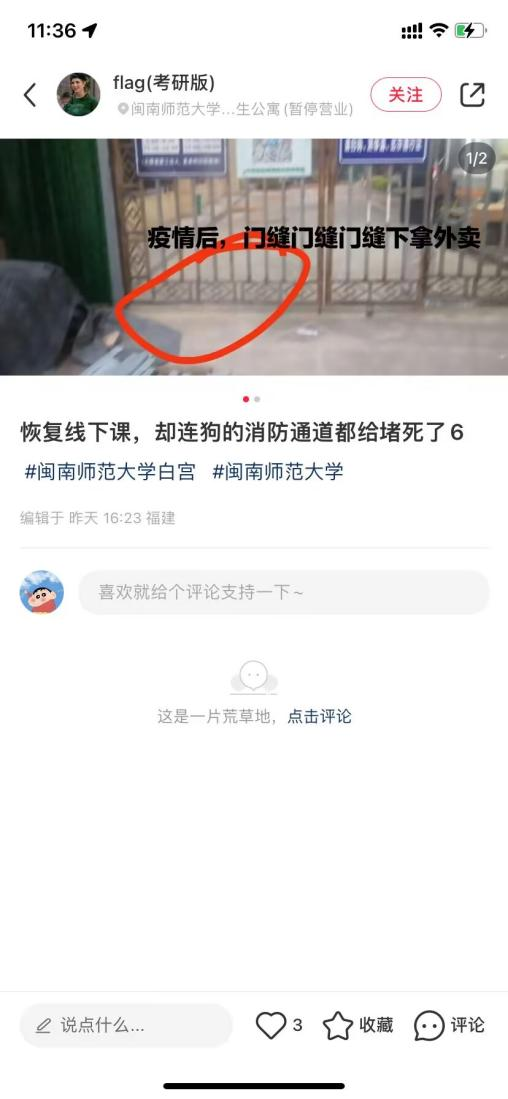 11:36
flag(考研版)
闽南师范大学...生公寓(暂停营业)
关注
1/2
疫情后，门缝门缝门缝下拿外卖
恢复线下课，却连狗的消防通道都给堵死了6
#闽南师范大学白宫 #闽南师范大学
编辑于 昨天 16:23 福建
喜欢就给个评论支持一下~
这是一片荒草地，点击评论
说点什么...
3
收藏
评论